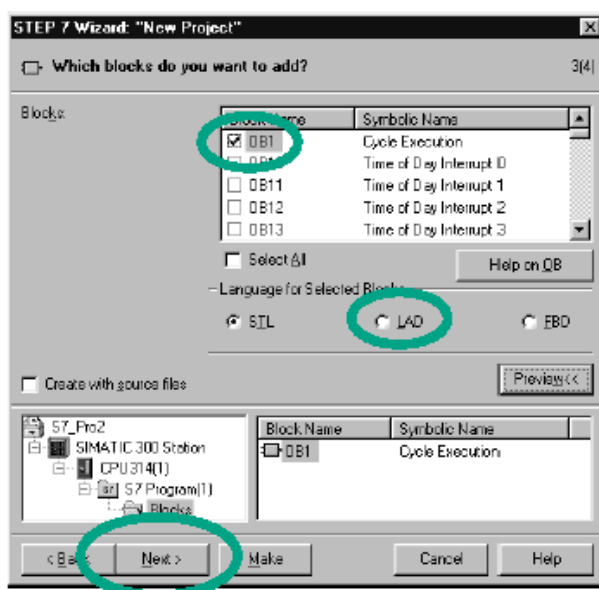 STEP 7 Wizard: "New Project"
Which blocks do you want to add?
3(4)
Blocks:
Block Name Symbolic Name
OB1 Cycle Execution
Time of Day Interrupt 0
OB11 Time of Day Interrupt 1
OB12 Time of Day Interrupt 2
OB13 Time of Day Interrupt 3
Select All
Help on OB
Language for Selected Blocks
STL LAD FBD
Create with source files
Preview<<
S7_Pro2
SIMATIC 300 Station
CPU314(1)
S7 Program(1)
Blocks
Block Name Symbolic Name
OB1 Cycle Execution
< Back Next > Make Cancel Help